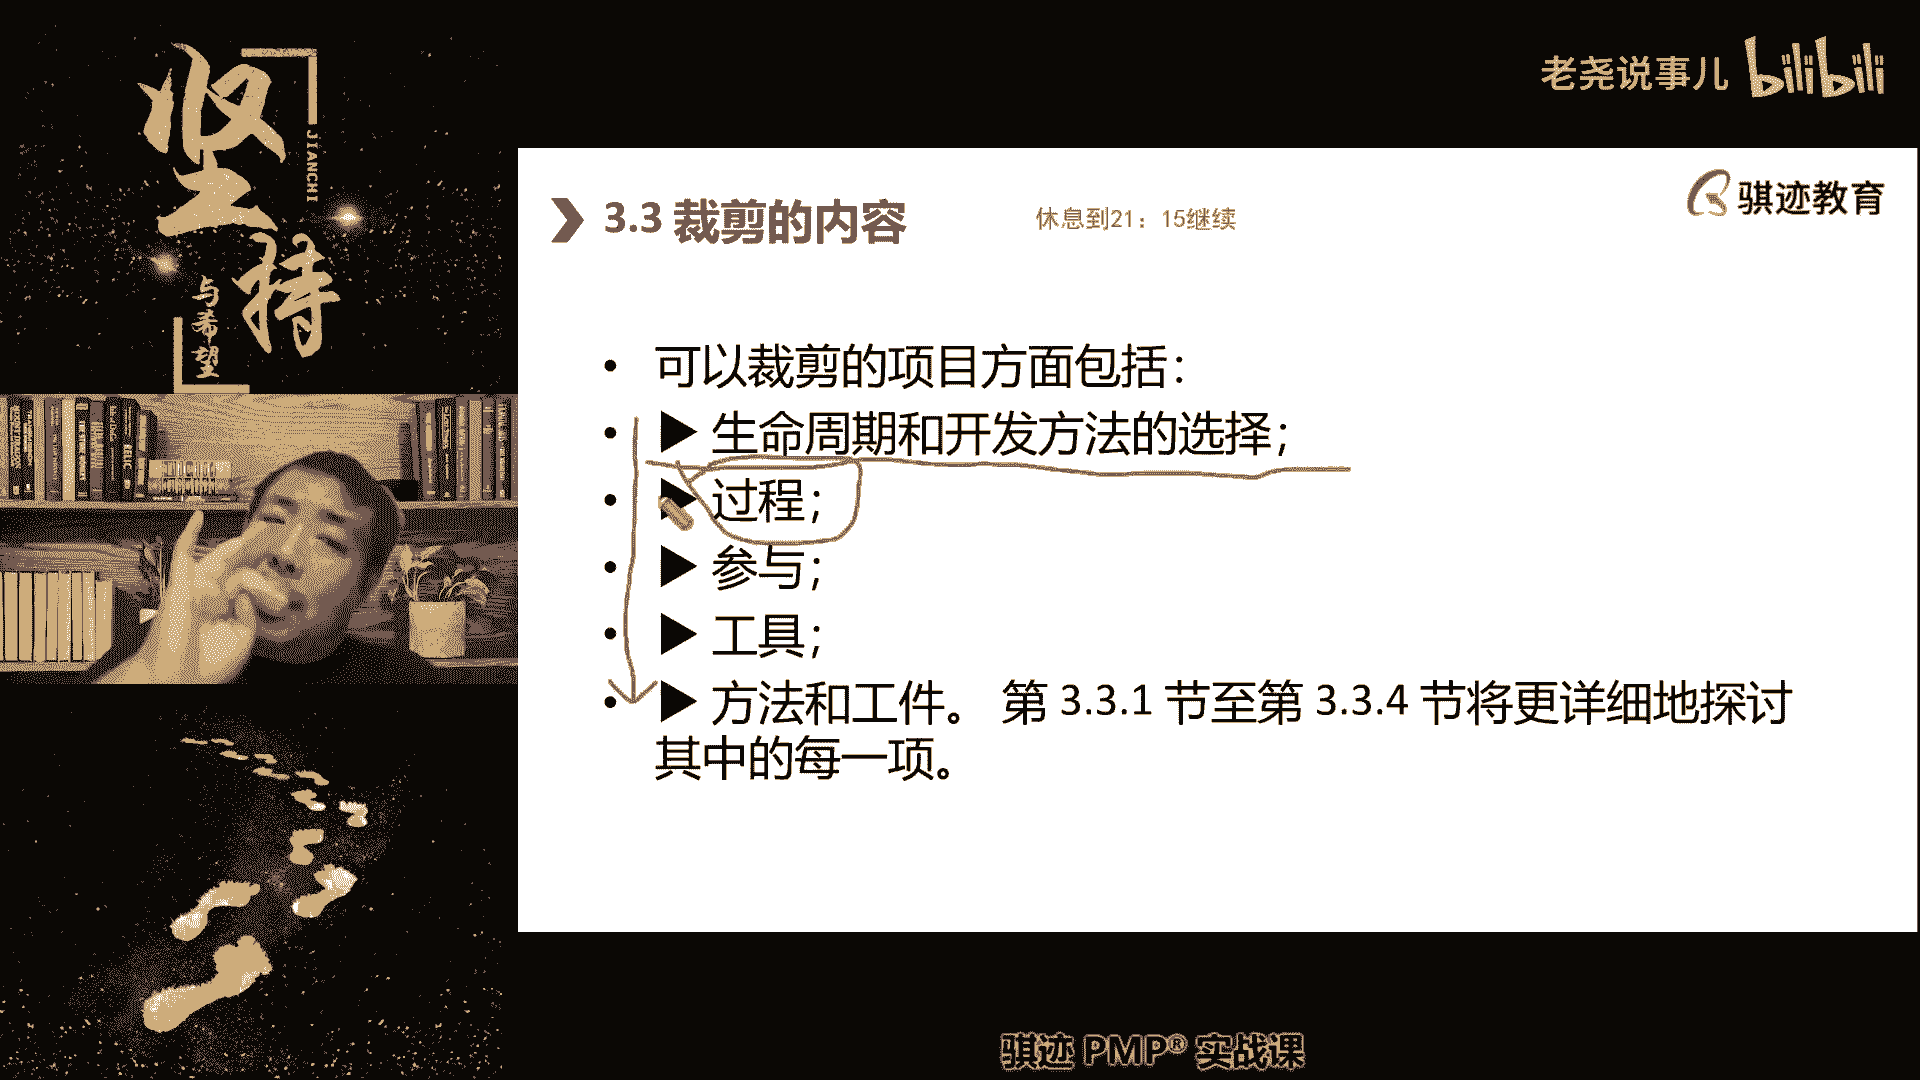 坚持
JIANCHI
与希望
老尧说事儿 bilibili
骐迹教育
3.3 裁剪的内容
休息到21：15继续
• 可以裁剪的项目方面包括：
• ▶ 生命周期和开发方法的选择；
• ▶ 过程；
• ▶ 参与；
• ▶ 工具；
• ▶ 方法和工件。 第 3.3.1 节至第 3.3.4 节将更详细地探讨
其中的每一项。
骐迹 PMP® 实战课